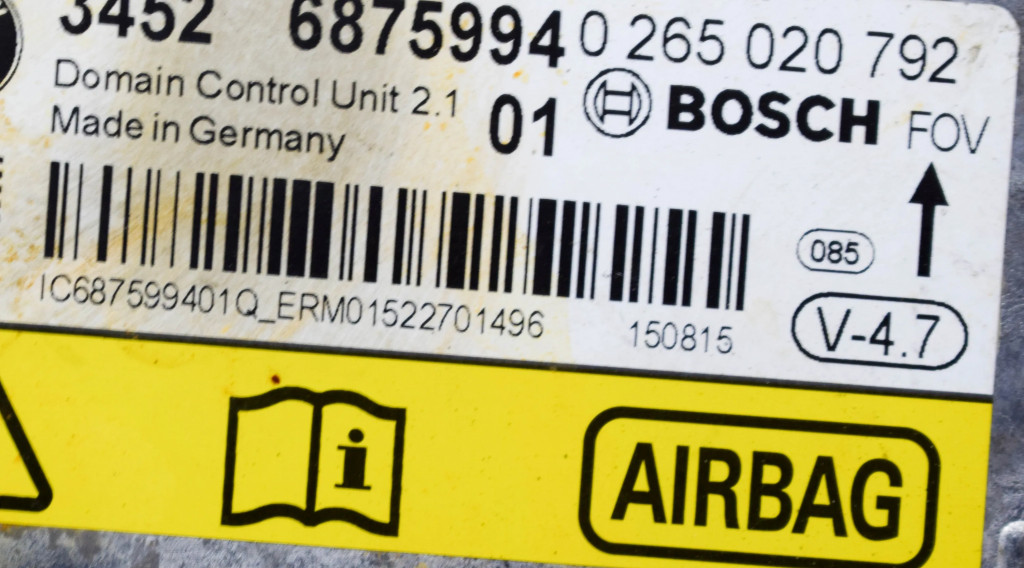 3452 6875994 0 265 020 792
Domain Control Unit 2.1 01 BOSCH FOV
Made in Germany
085
V-4.7
IC687599401Q_ERM01522701496 150815
i AIRBAG